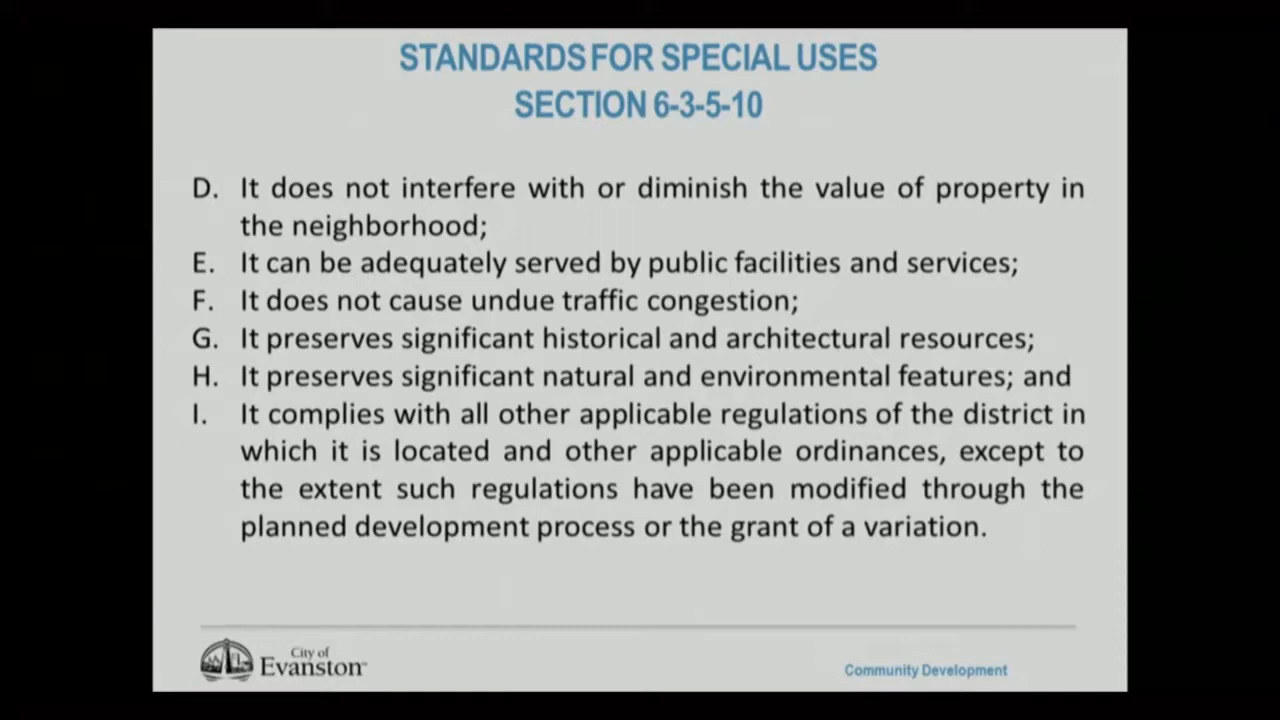 STANDARDS FOR SPECIAL USES
SECTION 6-3-5-10
D. It does not interfere with or diminish the value of property in
the neighborhood;
E. It can be adequately served by public facilities and services;
F. It does not cause undue traffic congestion;
G. It preserves significant historical and architectural resources;
H. It preserves significant natural and environmental features; and
I. It complies with all other applicable regulations of the district in
which it is located and other applicable ordinances, except to
the extent such regulations have been modified through the
planned development process or the grant of a variation.
City of
Evanston™
Community Development